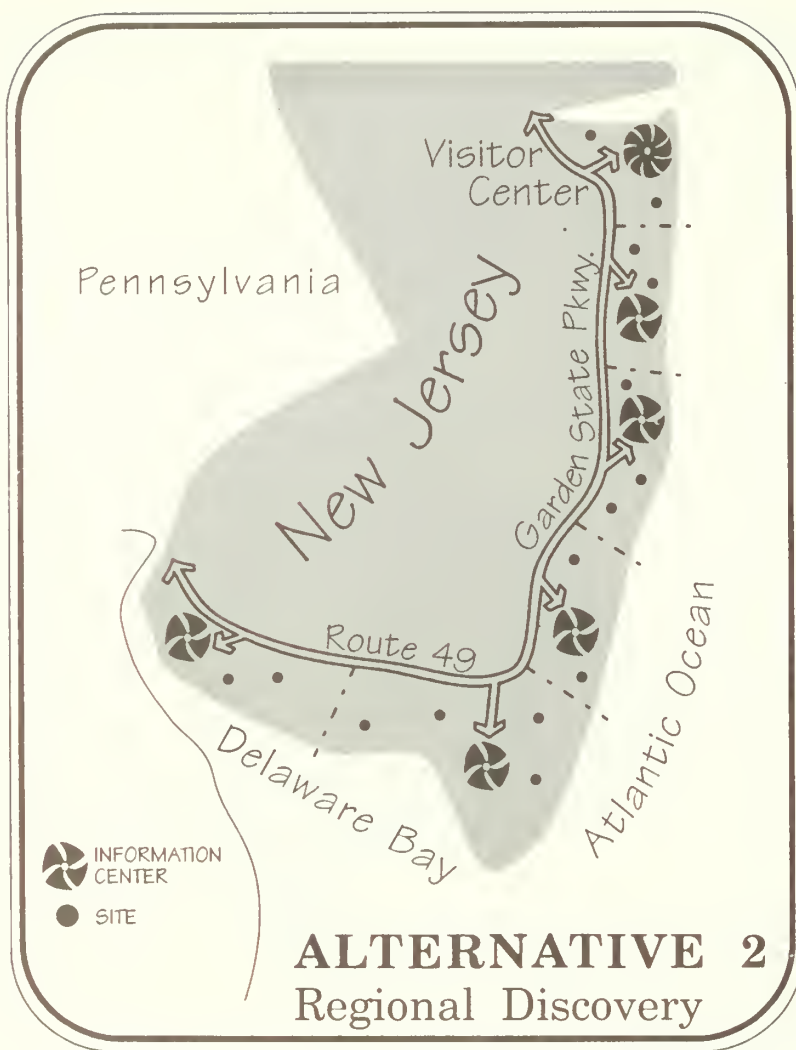 Visitor
Center
Pennsylvania
New Jersey
Garden State Pkwy.
Route 49
Delaware Bay
Atlantic Ocean
INFORMATION
CENTER
SITE
ALTERNATIVE 2
Regional Discovery